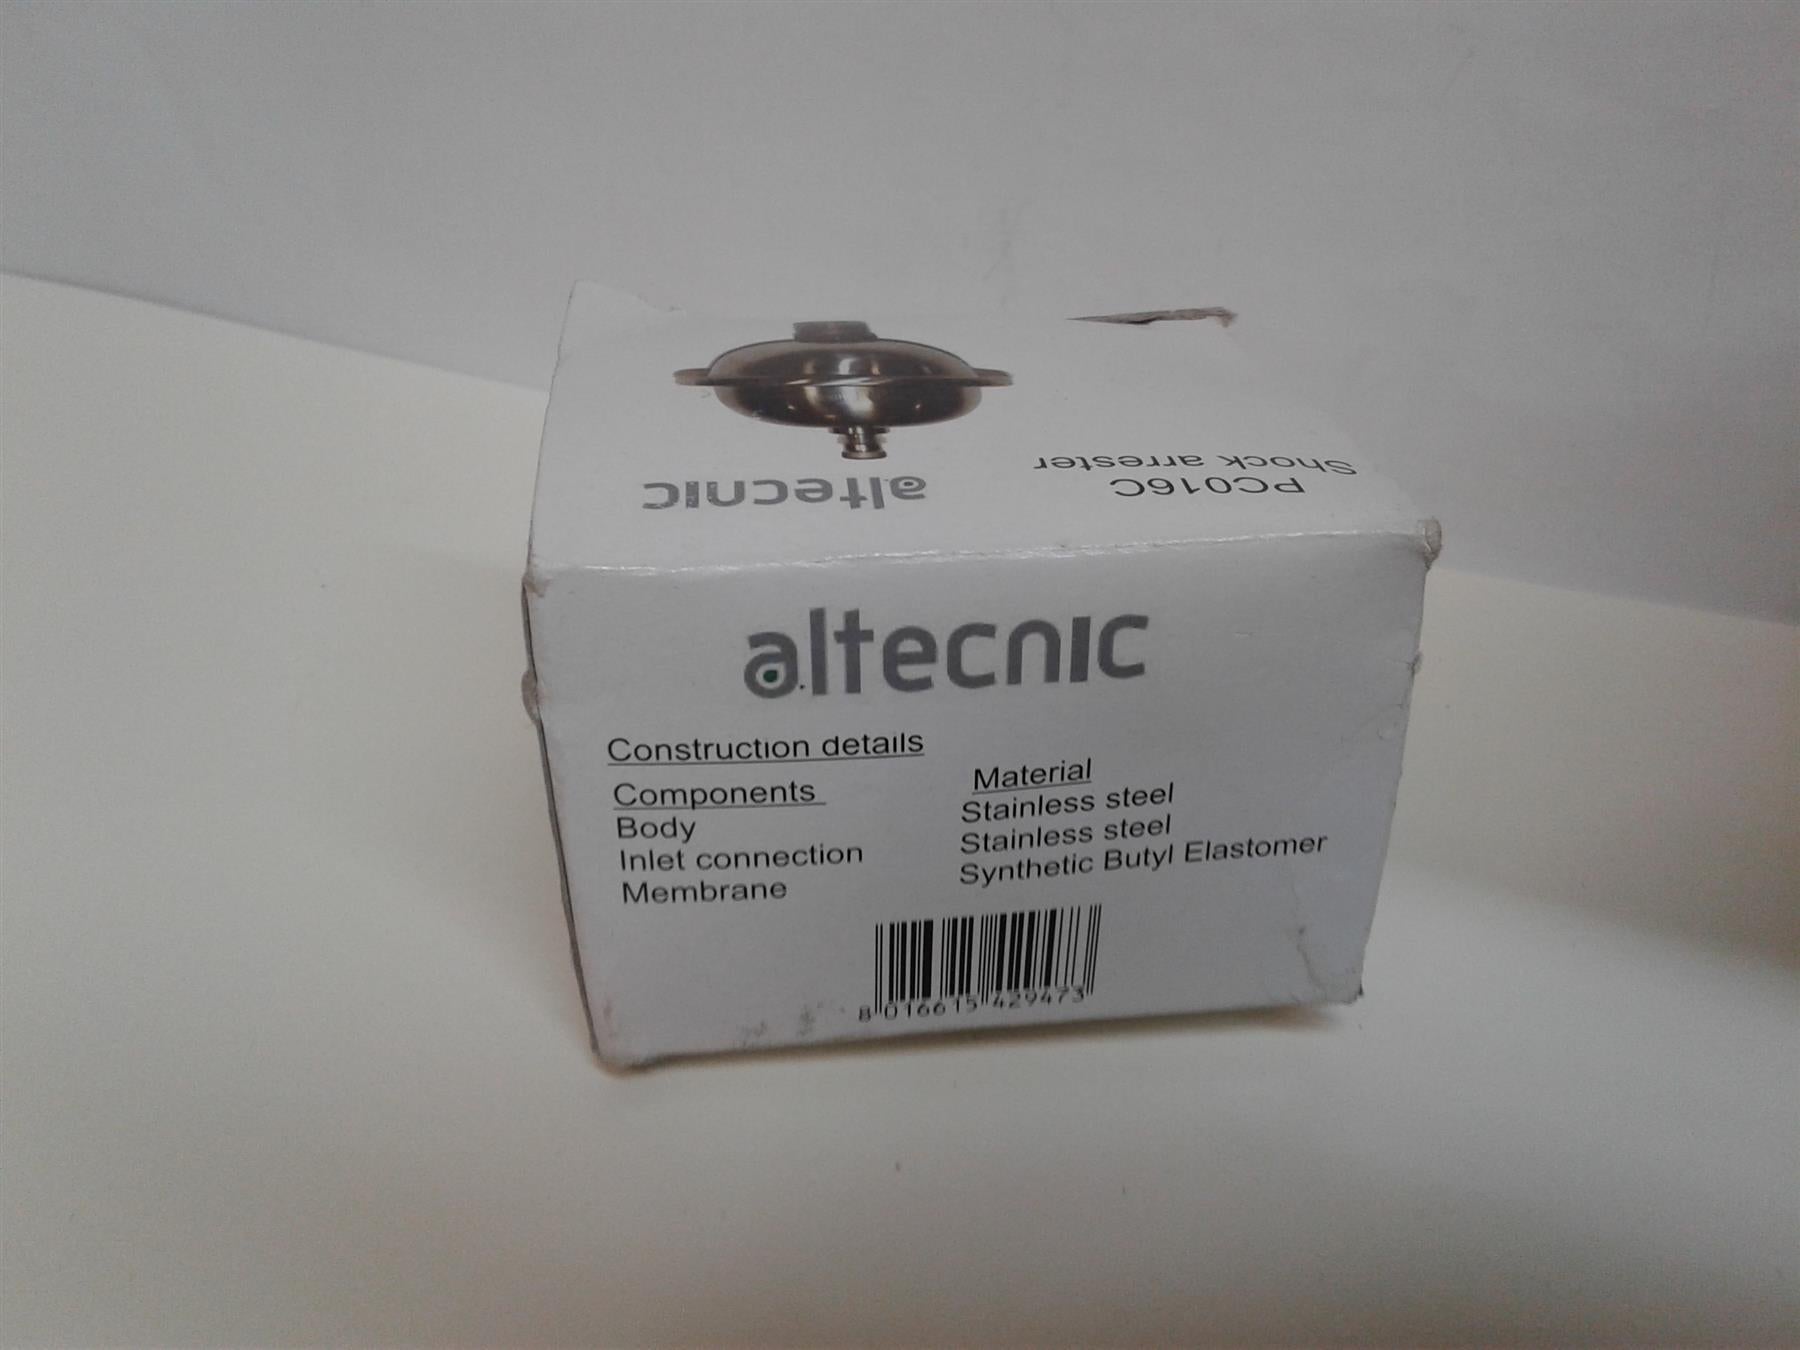 altecnic
PC016C
Shock arrester
altecnic
Construction details
Components Material
Body Stainless steel
Inlet connection Stainless steel
Membrane Synthetic Butyl Elastomer
8 016615 429473